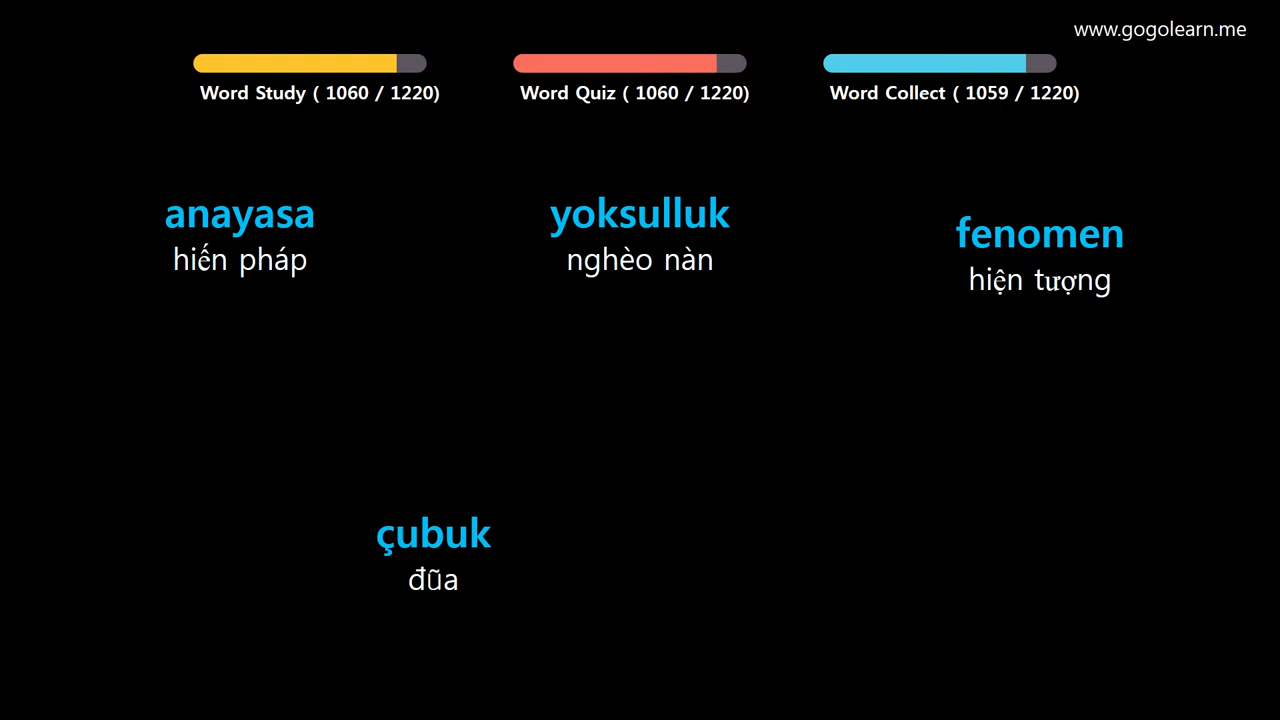 www.gogolearn.me
Word Study ( 1060 / 1220)
Word Quiz ( 1060 / 1220)
Word Collect ( 1059 / 1220)
anayasa
hiến pháp
yoksulluk
nghèo nàn
fenomen
hiện tượng
çubuk
đũa